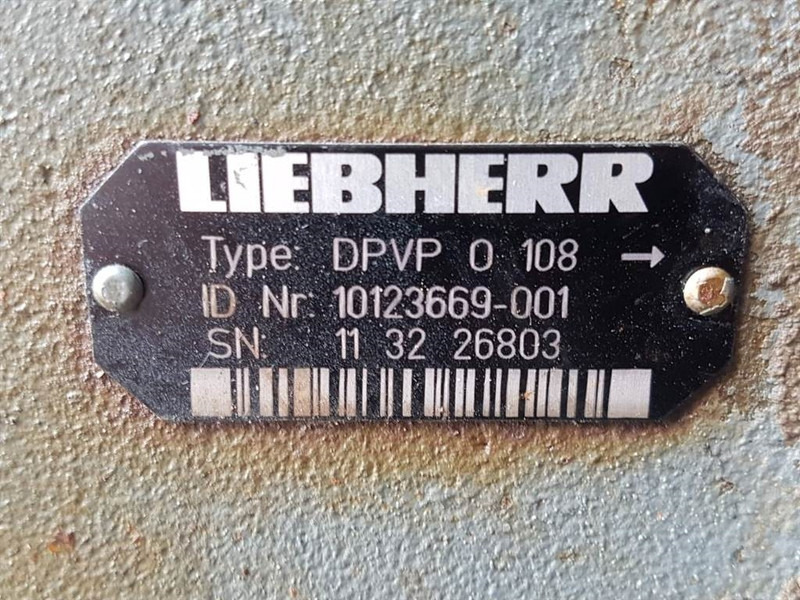 LIEBHERR
Type: DPVP O 108 →
ID Nr: 10123669-001
SN: 11 32 26803